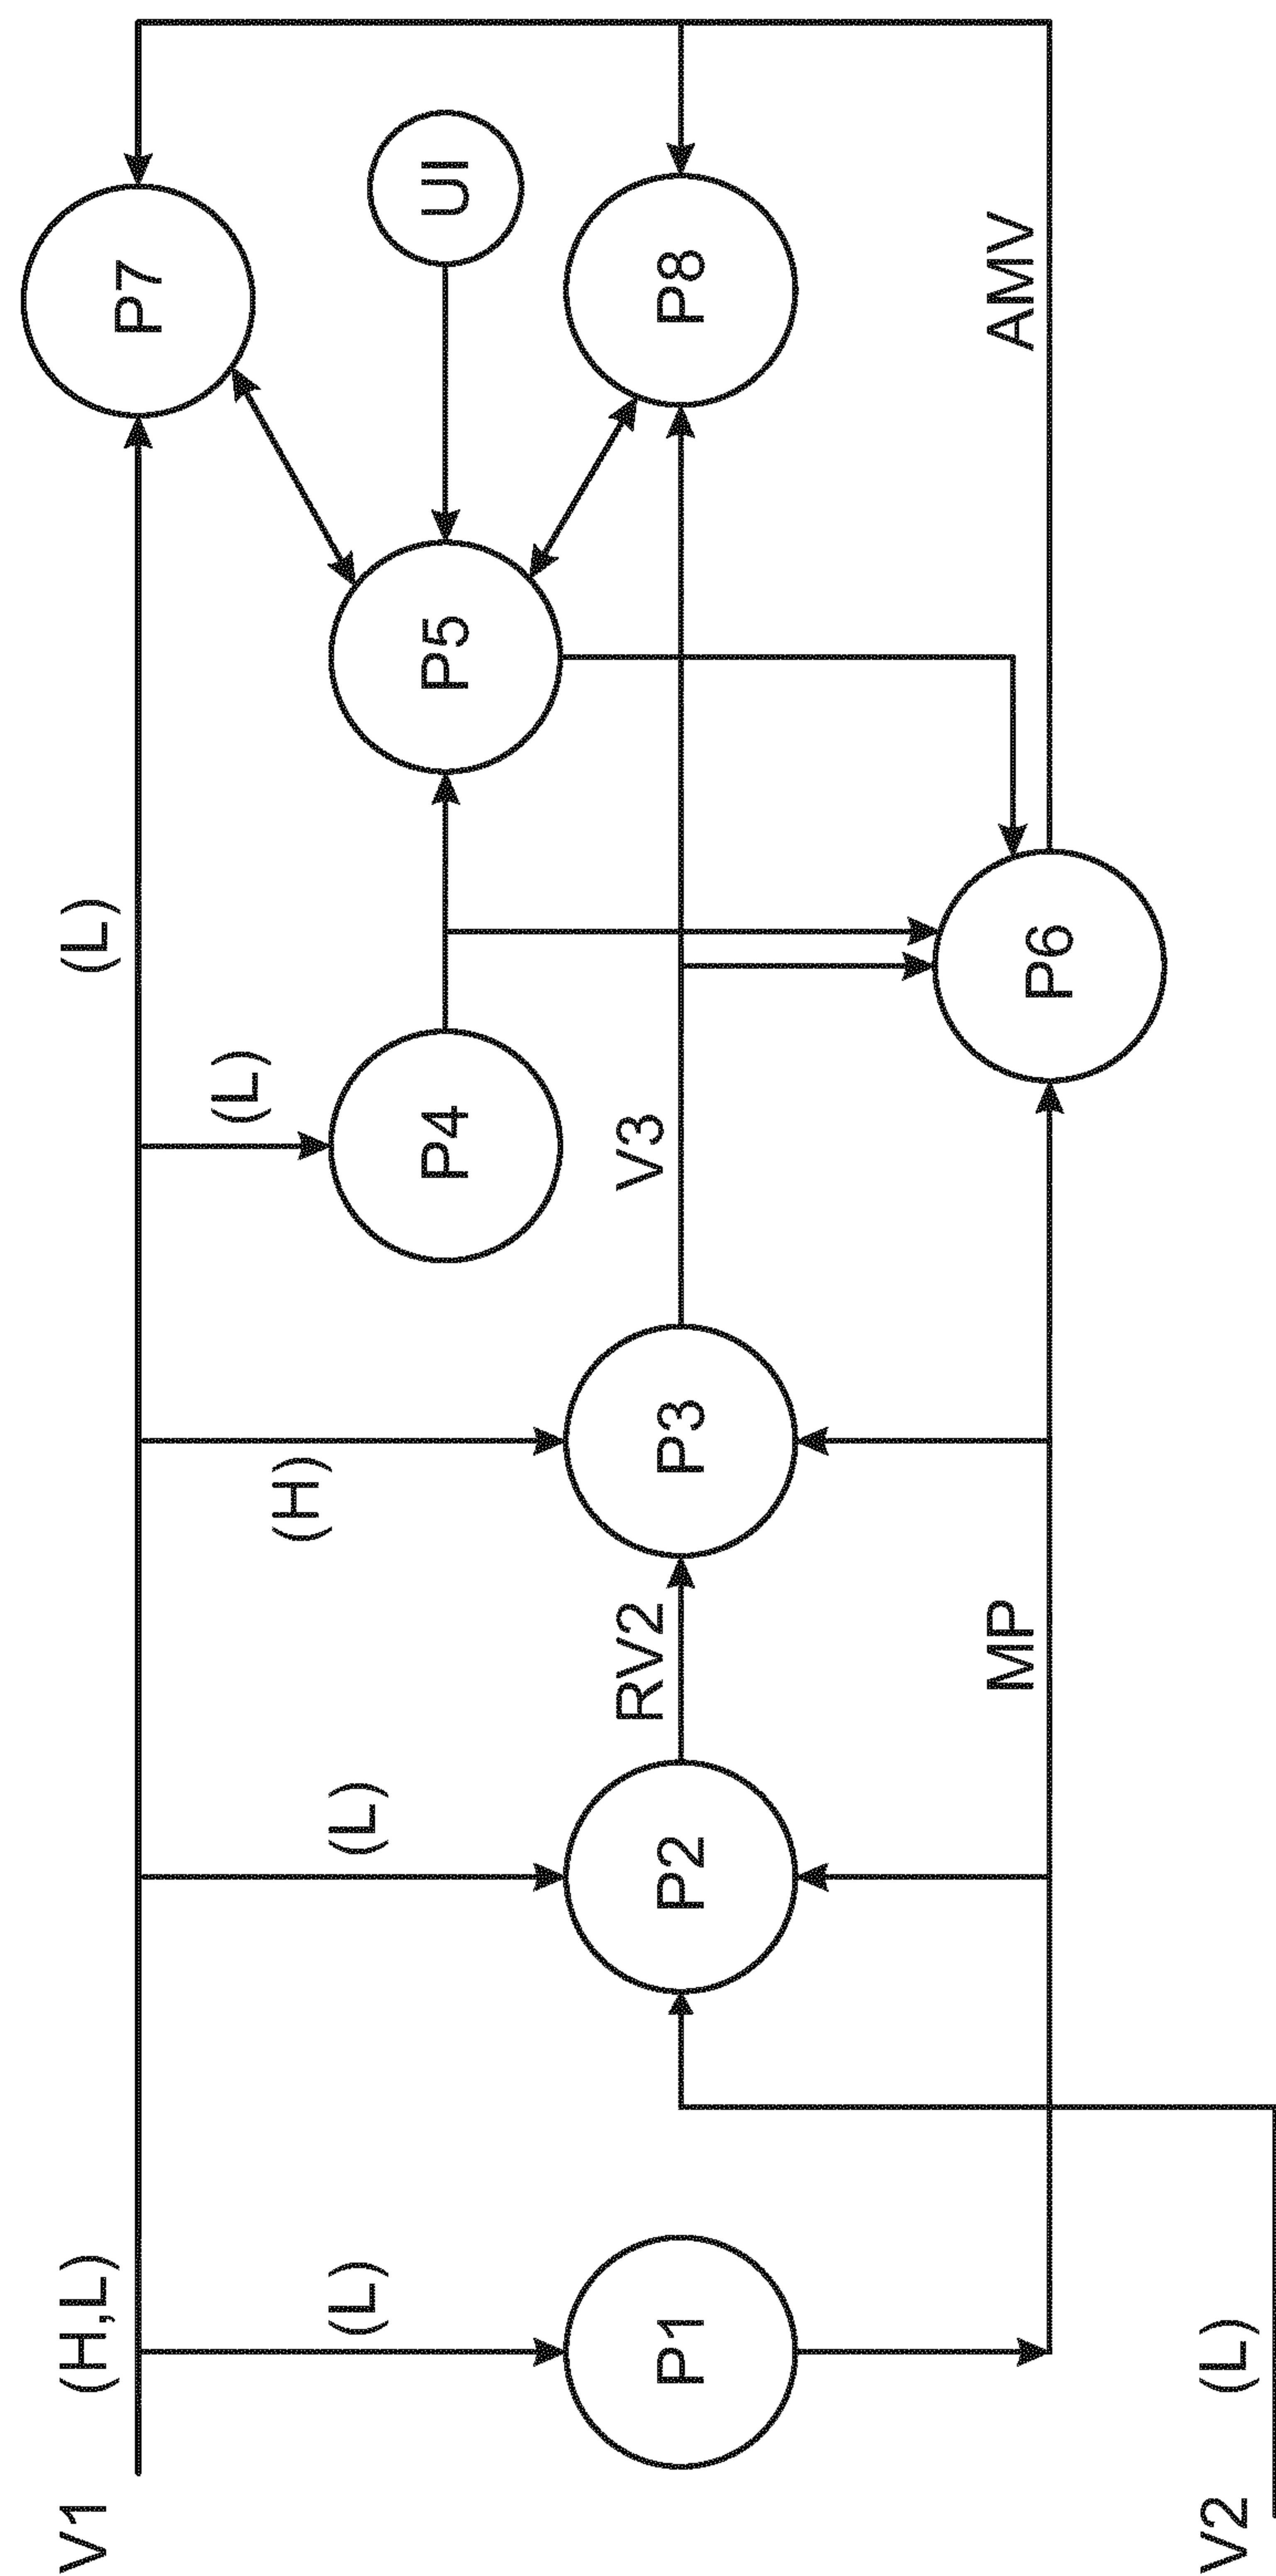 V1
(H,L)
(L)
(L)
(L)
(H)
(L)
P7
UI
P4
P5
P1
P2
RV2
P3
V3
P8
MP
P6
AMV
V2
(L)